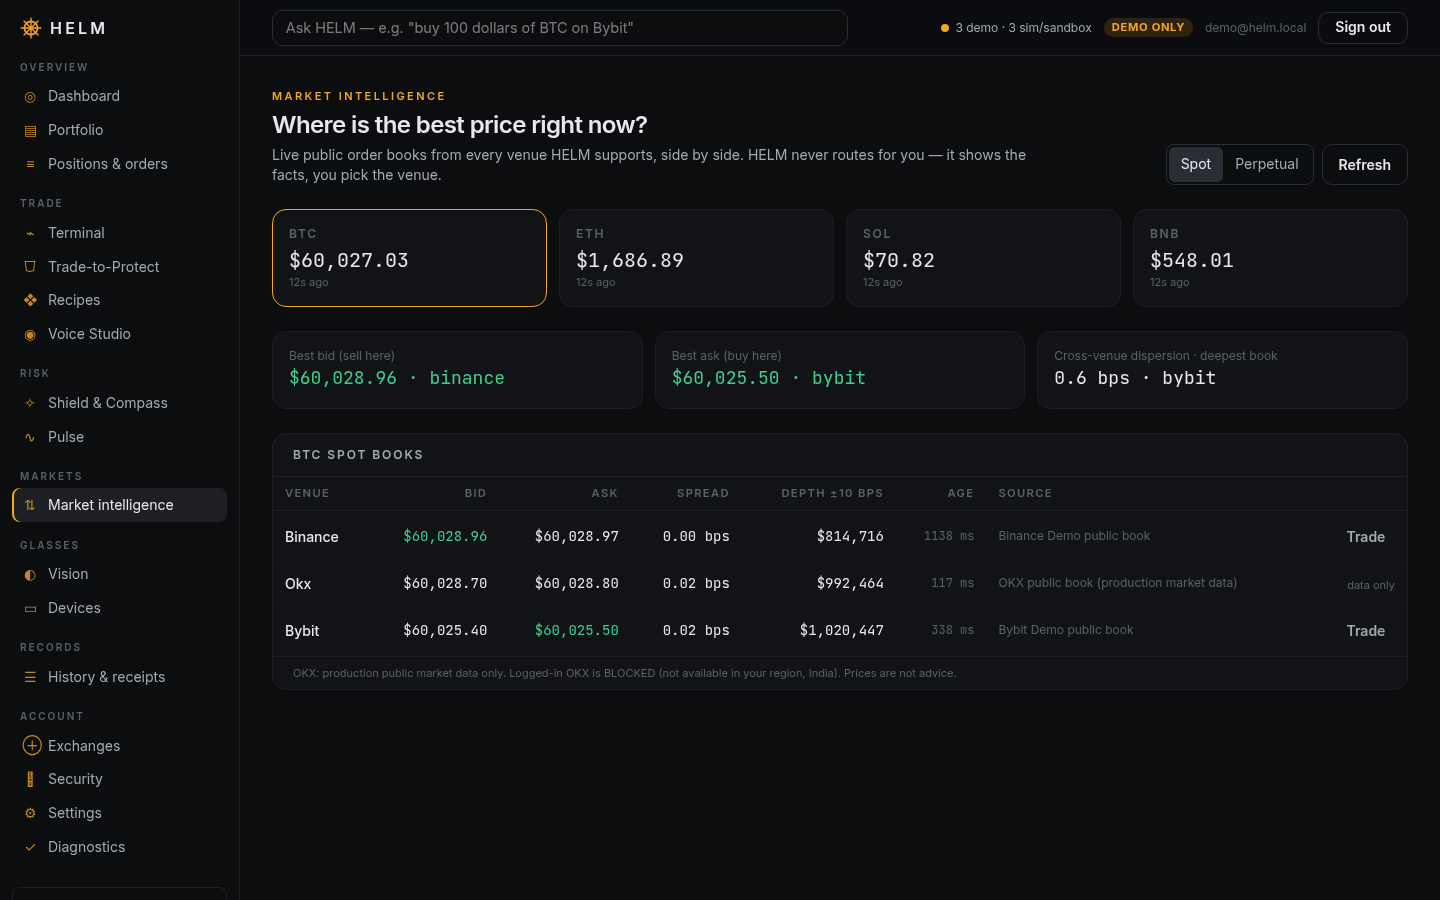 HELM
Ask HELM — e.g. "buy 100 dollars of BTC on Bybit"
3 demo · 3 sim/sandbox
DEMO ONLY
demo@helm.local
Sign out
OVERVIEW
Dashboard
Portfolio
Positions & orders
TRADE
Terminal
Trade-to-Protect
Recipes
Voice Studio
RISK
Shield & Compass
Pulse
MARKETS
Market intelligence
GLASSES
Vision
Devices
RECORDS
History & receipts
ACCOUNT
Exchanges
Security
Settings
Diagnostics
MARKET INTELLIGENCE
Where is the best price right now?
Live public order books from every venue HELM supports, side by side. HELM never routes for you — it shows the
facts, you pick the venue.
Spot Perpetual Refresh
BTC ETH SOL BNB
$60,027.03 $1,686.89 $70.82 $548.01
12s ago 12s ago 12s ago 12s ago
Best bid (sell here) Best ask (buy here) Cross-venue dispersion · deepest book
$60,028.96 · binance $60,025.50 · bybit 0.6 bps · bybit
BTC SPOT BOOKS
VENUE BID ASK SPREAD DEPTH ±10 BPS AGE SOURCE
Binance $60,028.96 $60,028.97 0.00 bps $814,716 1138 ms Binance Demo public book Trade
Okx $60,028.70 $60,028.80 0.02 bps $992,464 117 ms OKX public book (production market data) data only
Bybit $60,025.40 $60,025.50 0.02 bps $1,020,447 338 ms Bybit Demo public book Trade
OKX: production public market data only. Logged-in OKX is BLOCKED (not available in your region, India). Prices are not advice.